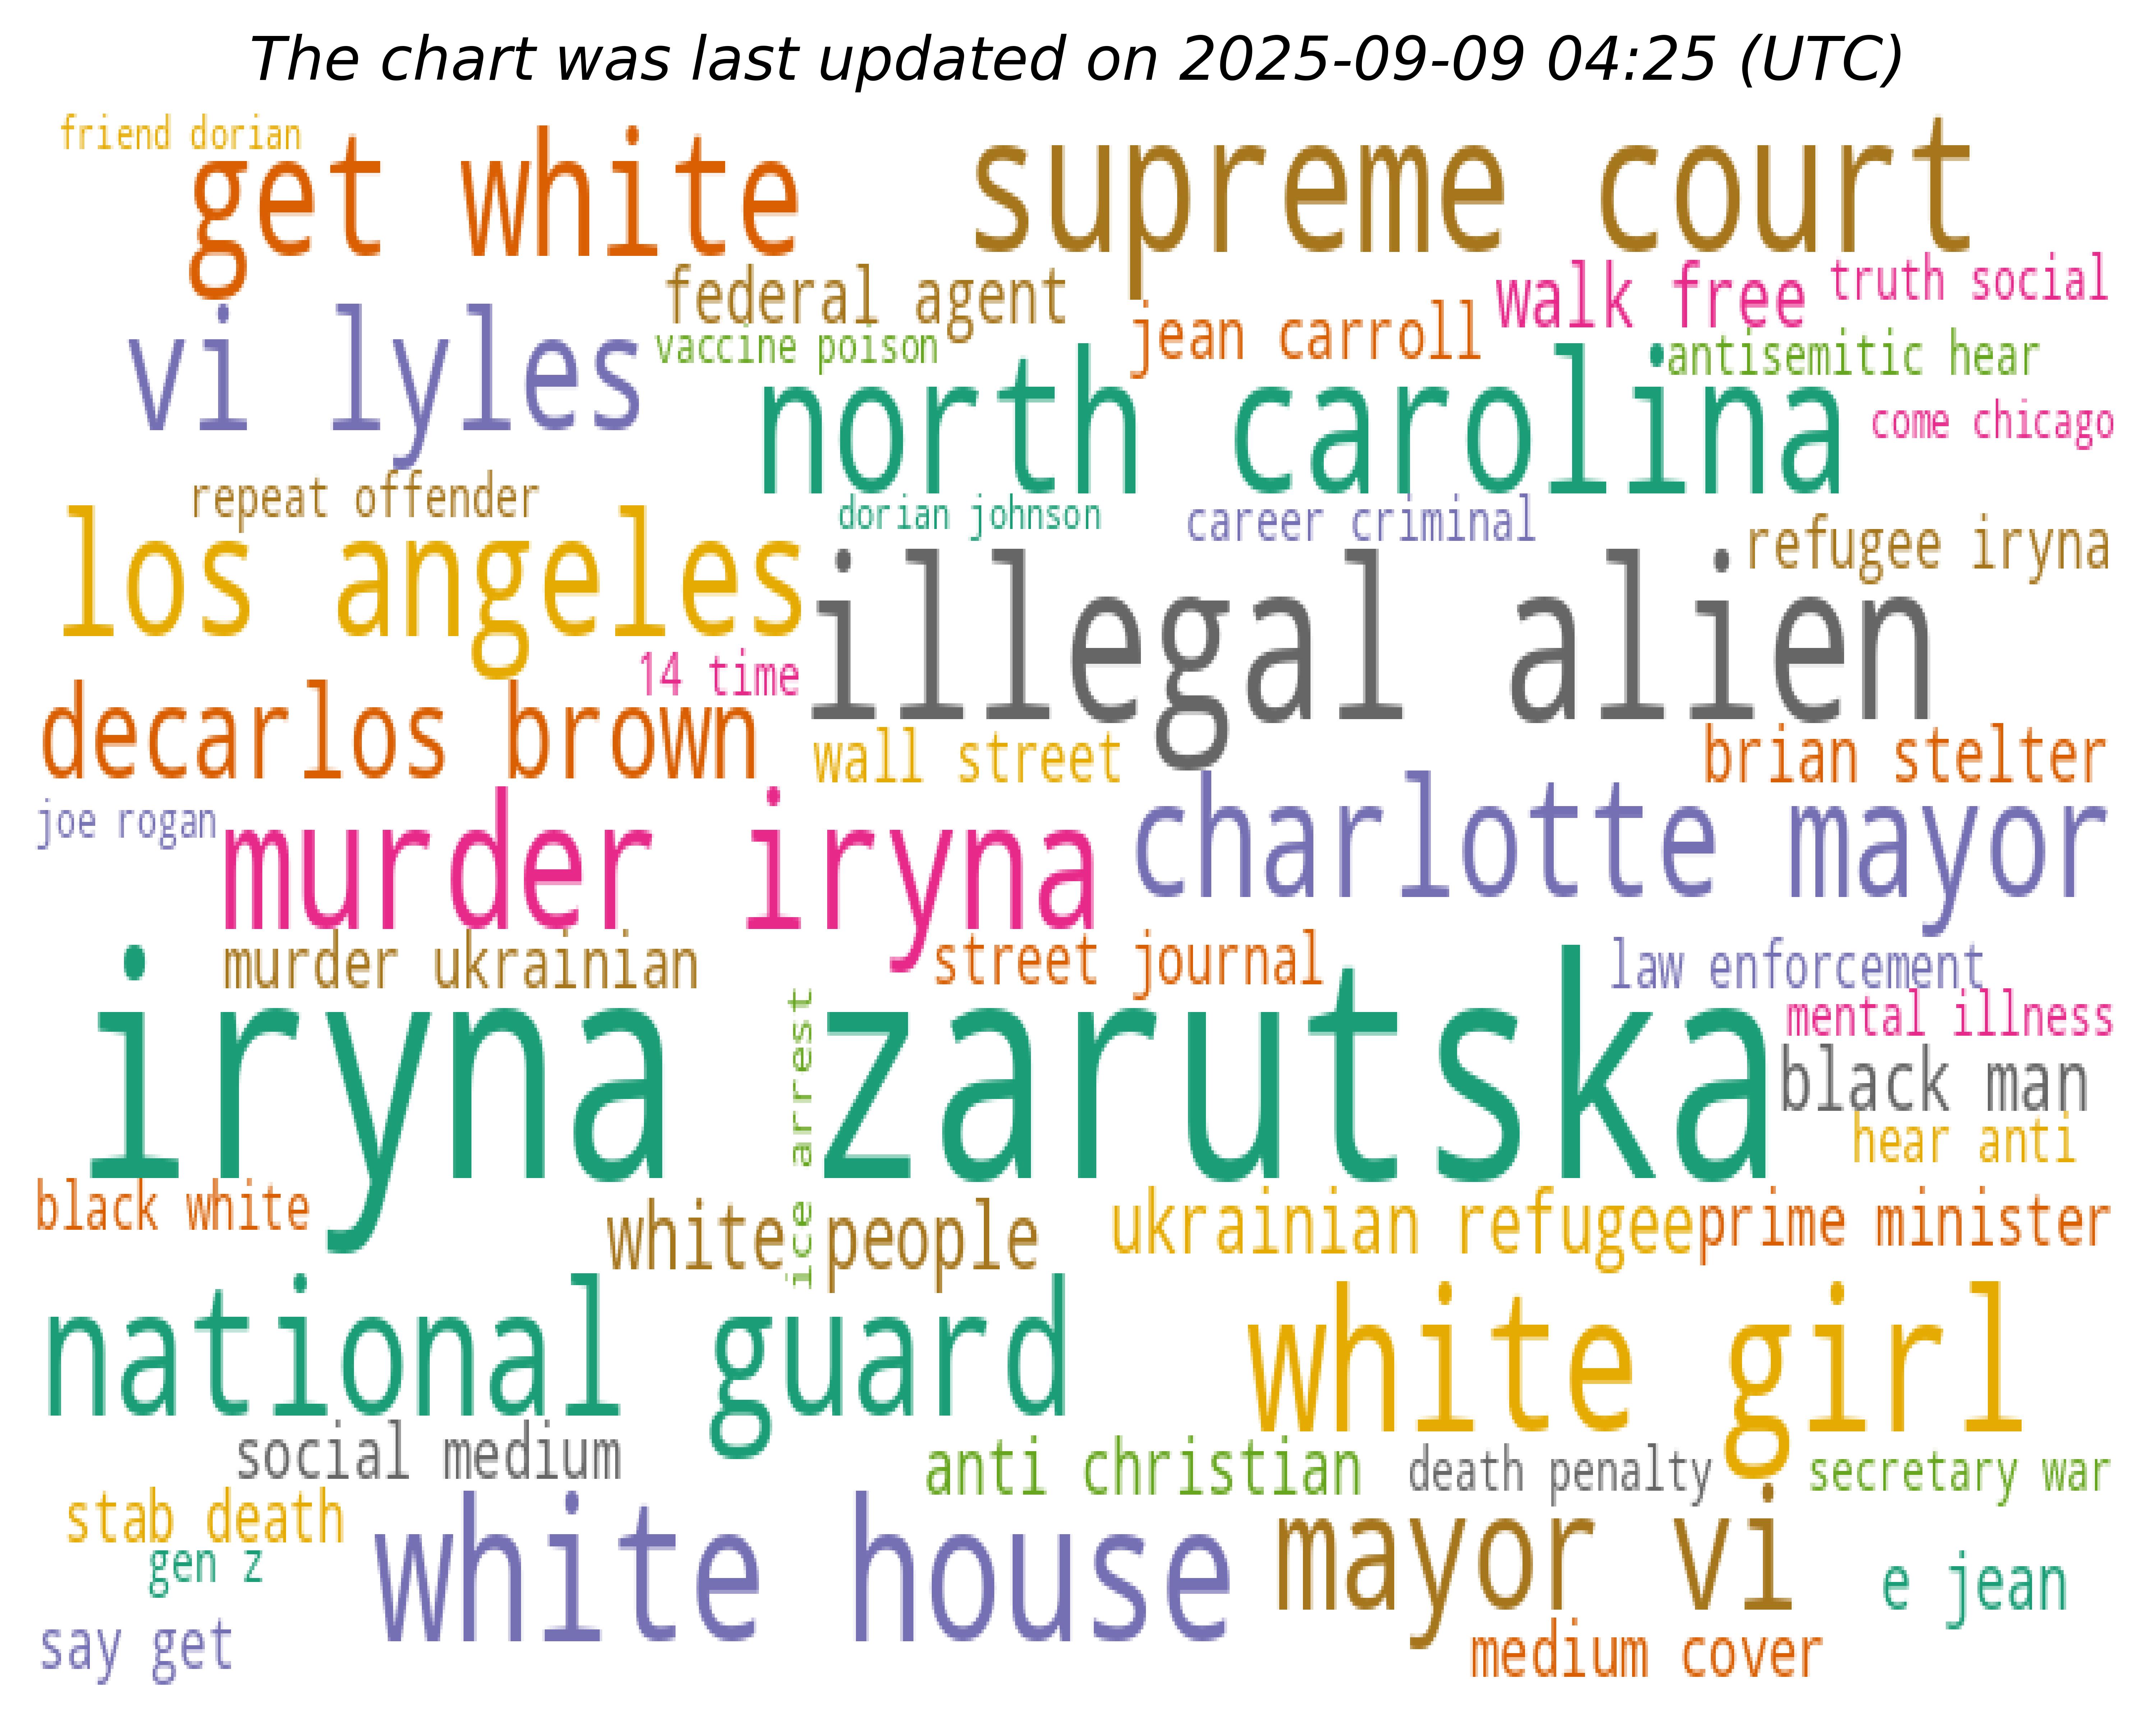 The chart was last updated on 2025-09-09 04:25 (UTC)
friend dorian
get white
supreme court
federal agent
walk free
truth social
vi lyles
vaccine poison
jean carroll
antisemitic hear
north carolina
come chicago
repeat offender
dorian johnson
career criminal
refugee iryna
los angeles
illegal alien
14 time
decarlos brown
wall street
brian stelter
joe rogan
murder iryna
charlotte mayor
murder ukrainian
street journal
law enforcement
mental illness
iryna zarutska
ice arrest
black man
hear anti
black white
white people
ukrainian refugee
prime minister
national guard
white girl
social medium
anti christian
death penalty
secretary war
stab death
gen z
white house
mayor vi
e jean
say get
medium cover